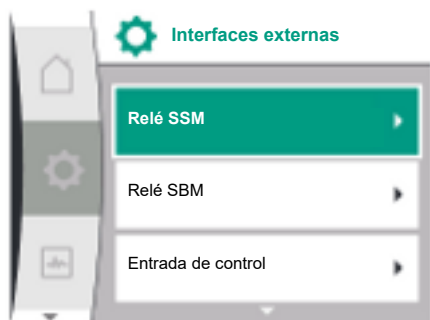 Interfaces externas
Relé SSM
Relé SBM
Entrada de control